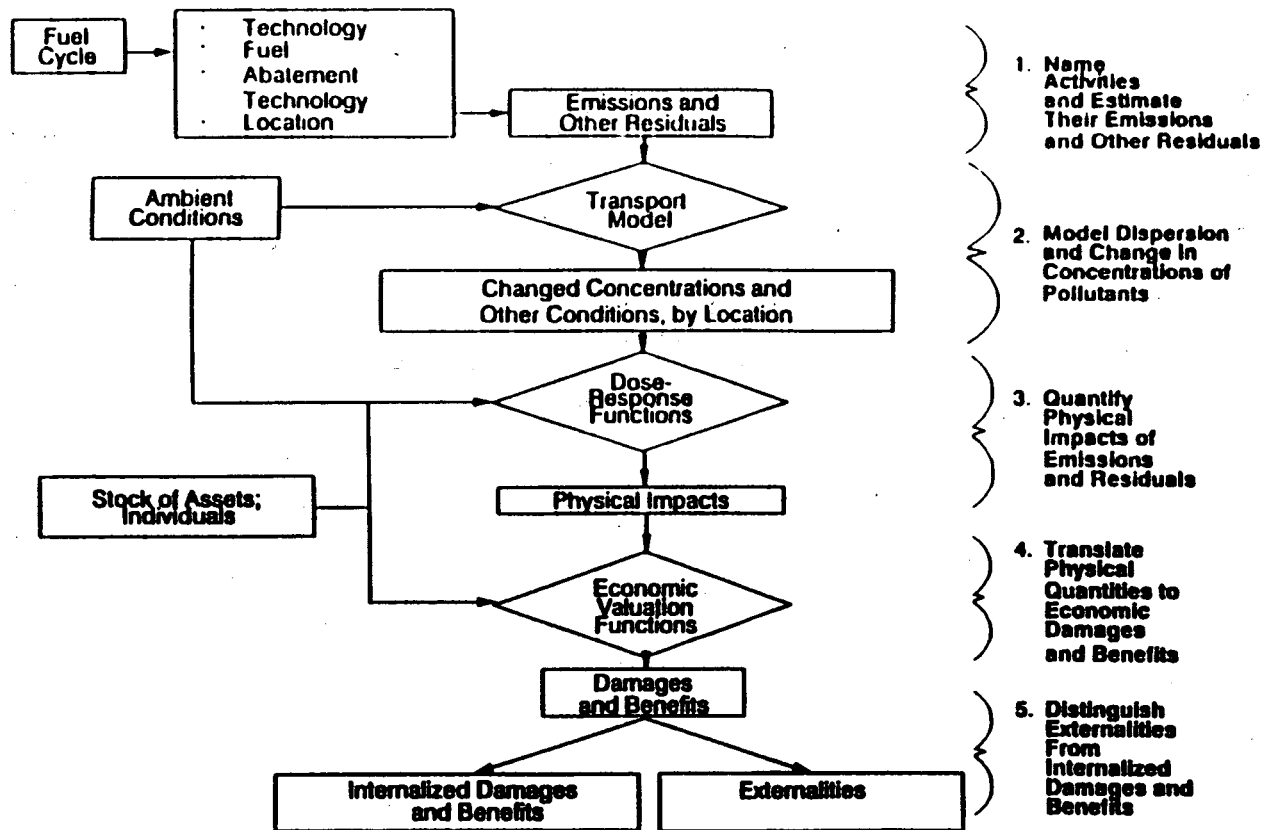 Fuel
Cycle
· Technology
· Fuel
· Abatement
Technology
· Location
Emissions and
Other Residuals
1. Name
Activities
and Estimate
Their Emissions
and Other Residuals
Ambient
Conditions
Transport
Model
2. Model Dispersion
and Change in
Concentrations of
Pollutants
Changed Concentrations and
Other Conditions, by Location
Dose-
Response
Functions
3. Quantify
Physical
Impacts of
Emissions
and Residuals
Stock of Assets;
Individuals
Physical Impacts
Economic
Valuation
Functions
4. Translate
Physical
Quantities to
Economic
Damages
and Benefits
Damages
and Benefits
5. Distinguish
Externalities
From
Internalized
Damages and
Benefits
Internalized Damages
and Benefits
Externalities